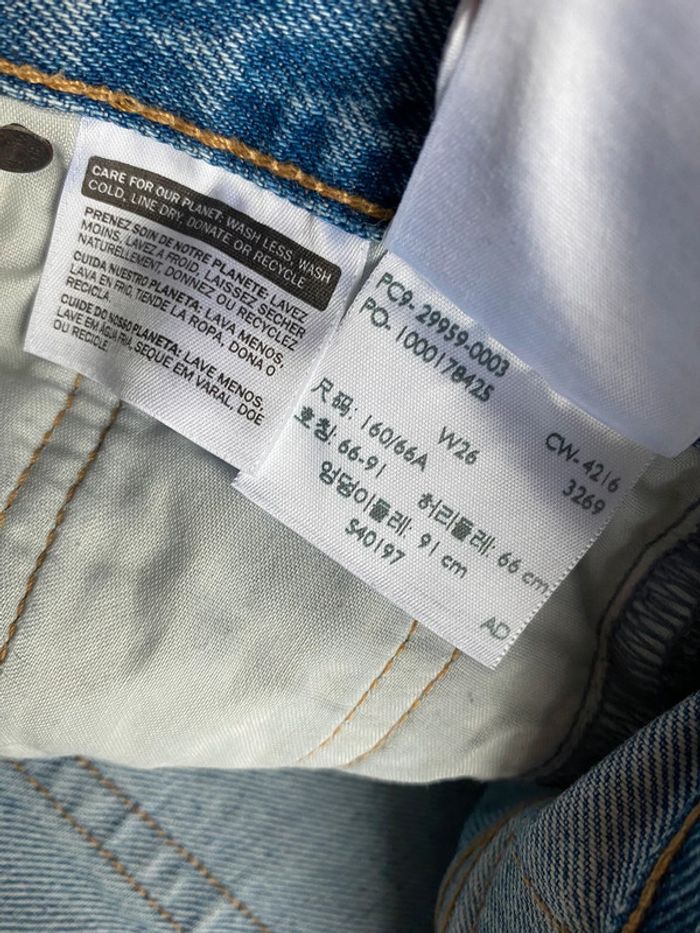 CARE FOR OUR PLANET: WASH LESS, WASH
COLD, LINE DRY, DONATE OR RECYCLE
PRENEZ SOIN DE NOTRE PLANETE: LAVEZ
MOINS, LAVEZ A FROID, LAISSEZ SECHER
NATURELLEMENT, DONNEZ OU RECYCLEZ
CUIDA NUESTRO PLANETA: LAVA MENOS,
LAVA EN FRIO, TIENDE LA ROPA, DONA O
RECICLA
CUIDE DO NOSSO PLANETA: LAVE MENOS,
LAVE EM ÁGUA FRIA, SEQUE EM VARAL, DOE
OU RECICLE
PC9- 29959-0003
PO- 1000178425
W26
CW- 4216
3269
尺码: 160/66A
호칭: 66-91
허리둘레: 66 cm
엉덩이둘레: 91 cm
S40197
AD